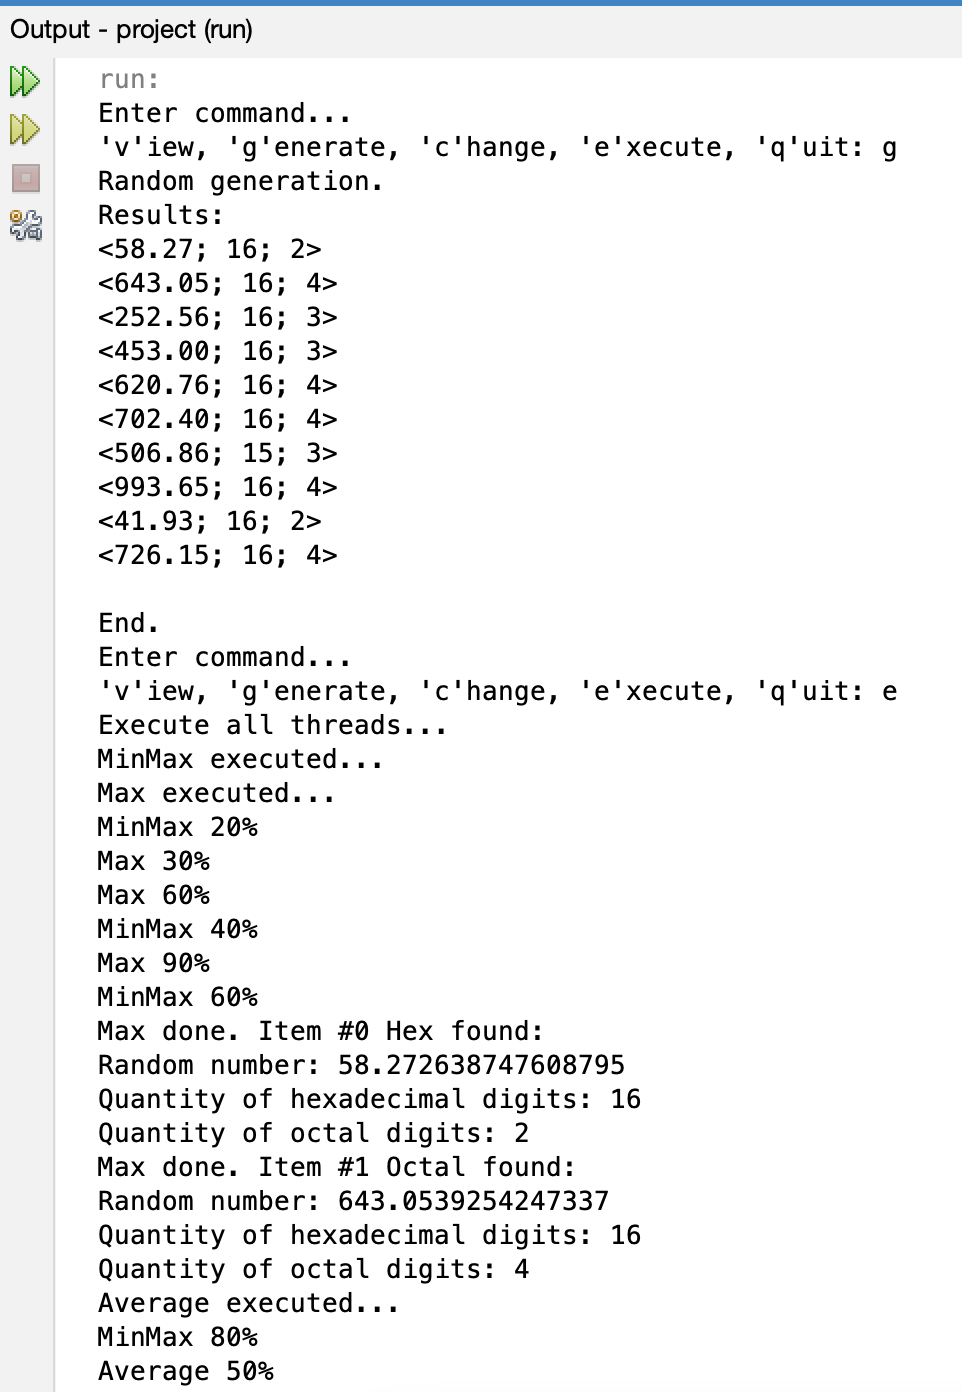 Output - project (run)
run:
Enter command...
'v'iew, 'g'enerate, 'c'hange, 'e'xecute, 'q'uit: g
Random generation.
Results:
<58.27; 16; 2>
<643.05; 16; 4>
<252.56; 16; 3>
<453.00; 16; 3>
<620.76; 16; 4>
<702.40; 16; 4>
<506.86; 15; 3>
<993.65; 16; 4>
<41.93; 16; 2>
<726.15; 16; 4>
End.
Enter command...
'v'iew, 'g'enerate, 'c'hange, 'e'xecute, 'q'uit: e
Execute all threads...
MinMax executed...
Max executed...
MinMax 20%
Max 30%
Max 60%
MinMax 40%
Max 90%
MinMax 60%
Max done. Item #0 Hex found:
Random number: 58.272638747608795
Quantity of hexadecimal digits: 16
Quantity of octal digits: 2
Max done. Item #1 Octal found:
Random number: 643.0539254247337
Quantity of hexadecimal digits: 16
Quantity of octal digits: 4
Average executed...
MinMax 80%
Average 50%